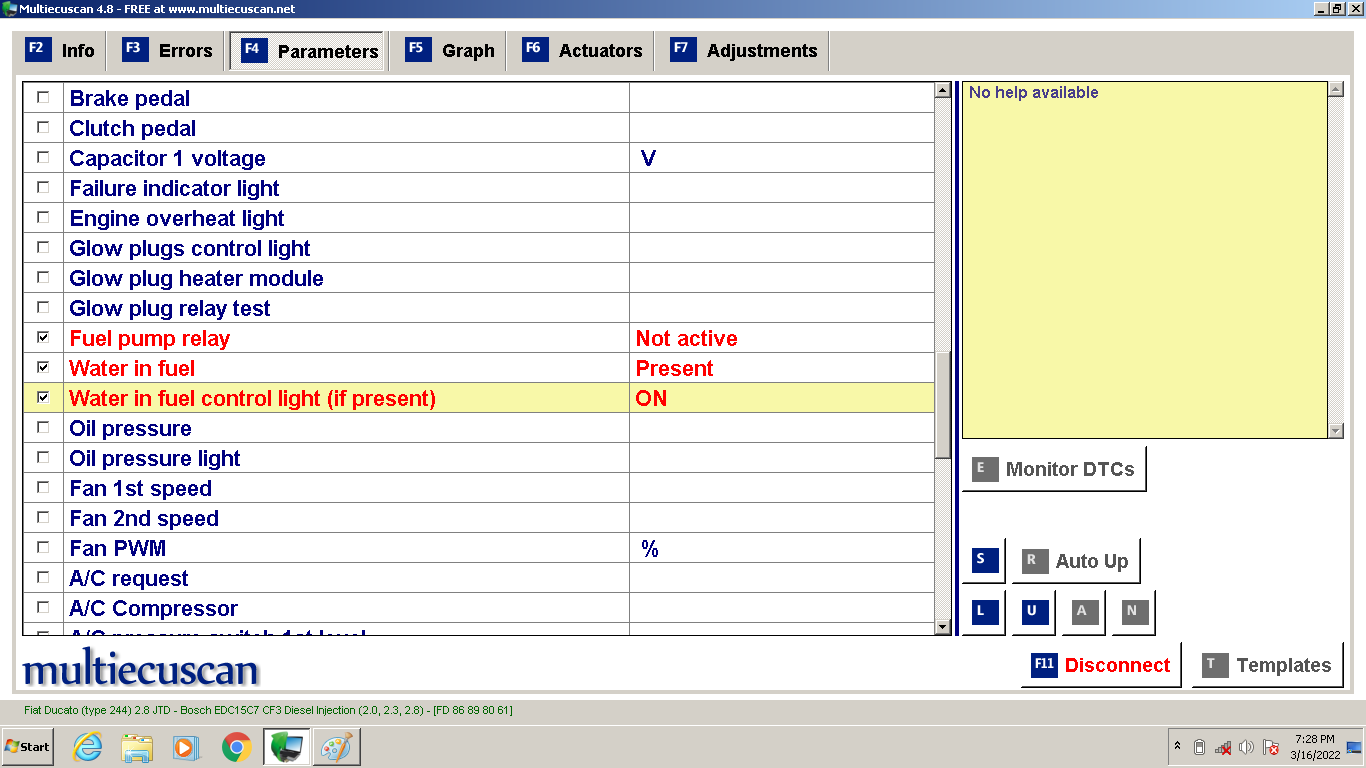 Multiecuscan 4.8 - FREE at www.multiecuscan.net
F2 Info F3 Errors F4 Parameters F5 Graph F6 Actuators F7 Adjustments
Brake pedal
Clutch pedal
Capacitor 1 voltage V
Failure indicator light
Engine overheat light
Glow plugs control light
Glow plug heater module
Glow plug relay test
Fuel pump relay Not active
Water in fuel Present
Water in fuel control light (if present) ON
Oil pressure
Oil pressure light
Fan 1st speed
Fan 2nd speed
Fan PWM %
A/C request
A/C Compressor
A/C pressure switch 1st level
No help available
E Monitor DTCs
S R Auto Up
L U A N
F11 Disconnect T Templates
multiecuscan
Fiat Ducato (type 244) 2.8 JTD - Bosch EDC15C7 CF3 Diesel Injection (2.0, 2.3, 2.8) - [FD 86 89 80 61]
Start
7:28 PM
3/16/2022